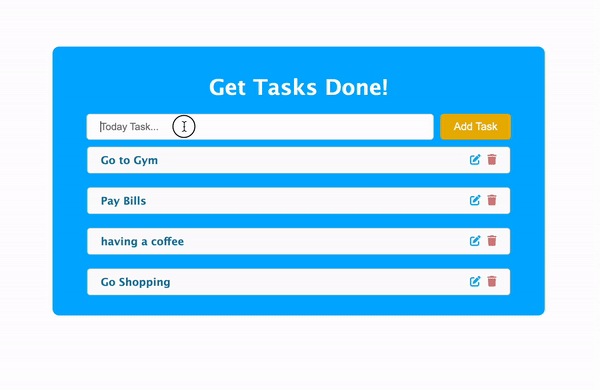 Get Tasks Done!
Today Task...
Add Task
Go to Gym
Pay Bills
having a coffee
Go Shopping